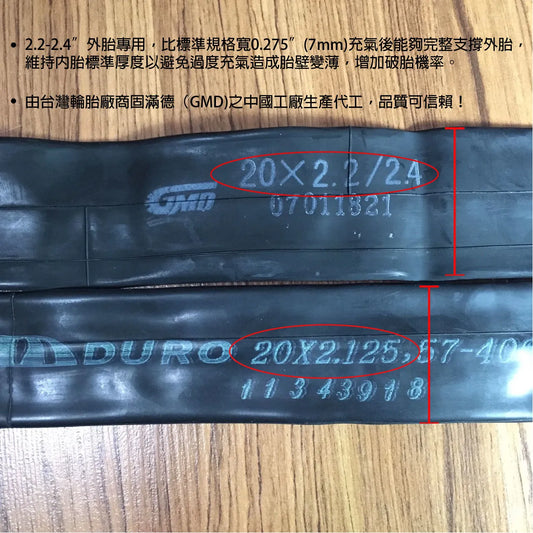 • 2.2-2.4"外胎專用，比標準規格寬0.275" (7mm)充氣後能夠完整支撐外胎，
維持內胎標準厚度以避免過度充氣造成胎壁變薄，增加破胎機率。
• 由台灣輪胎廠商固滿德（GMD)之中國工廠生產代工，品質可信賴！
20X2.2/2.4
GMD
07011821
DURO 20X2.125,57-40
11343918